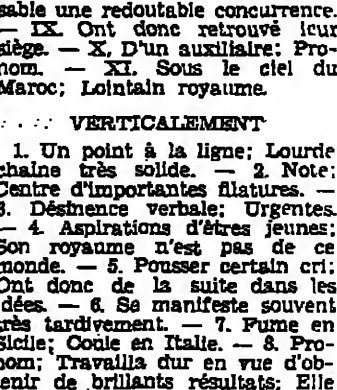 sable une redoutable concurrence.
— IX. Ont donc retrouvé leur
siège. — X. D'un auxiliaire; Pro-
nom. — XI. Sous le ciel du
Maroc; Lointain royaume.
VERTICALEMENT
1. Un point à la ligne; Lourde
chaîne très solide. — 2. Note;
Centre d'importantes filatures. —
3. Désinence verbale; Urgentes.
— 4. Aspirations d'êtres jeunes;
Son royaume n'est pas de ce
monde. — 5. Pousser certain cri;
Ont donc de la suite dans les
idées. — 6. Se manifeste souvent
très tardivement. — 7. Fume en
Sicile; Coule en Italie. — 8. Pro-
nom; Travailla dur en vue d'ob-
tenir de brillants résultats; Elle